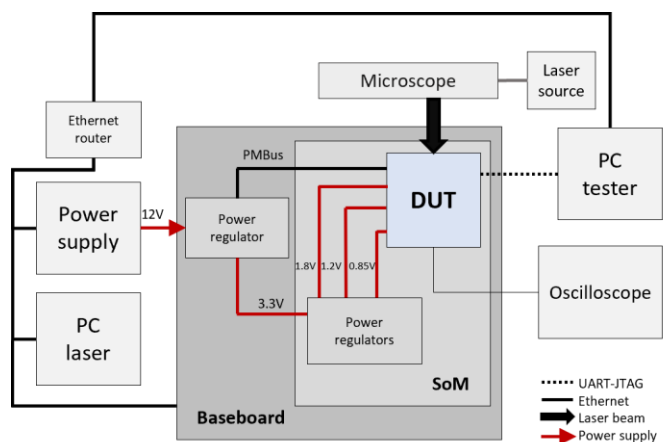 Microscope
Laser
source
Ethernet
router
PMBus
PC
tester
DUT
Power
supply
12V
Power
regulator
1.8V
1.2V
0.85V
3.3V
Oscilloscope
PC
laser
Power
regulators
SoM
Baseboard
UART-JTAG
Ethernet
Laser beam
Power supply